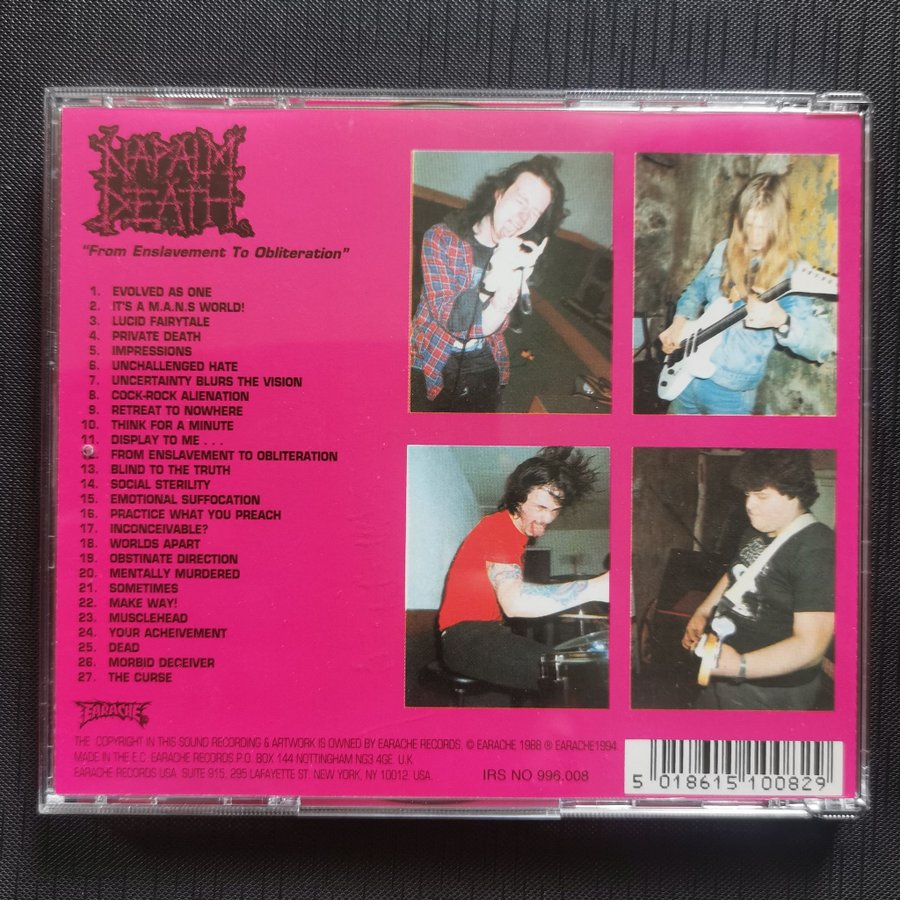 NAPALM
DEATH
"From Enslavement To Obliteration"
1. EVOLVED AS ONE
2. IT'S A M.A.N.S WORLD!
3. LUCID FAIRYTALE
4. PRIVATE DEATH
5. IMPRESSIONS
6. UNCHALLENGED HATE
7. UNCERTAINTY BLURS THE VISION
8. COCK-ROCK ALIENATION
9. RETREAT TO NOWHERE
10. THINK FOR A MINUTE
11. DISPLAY TO ME . . .
12. FROM ENSLAVEMENT TO OBLITERATION
13. BLIND TO THE TRUTH
14. SOCIAL STERILITY
15. EMOTIONAL SUFFOCATION
16. PRACTICE WHAT YOU PREACH
17. INCONCEIVABLE?
18. WORLDS APART
19. OBSTINATE DIRECTION
20. MENTALLY MURDERED
21. SOMETIMES
22. MAKE WAY!
23. MUSCLEHEAD
24. YOUR ACHEIVEMENT
25. DEAD
26. MORBID DECEIVER
27. THE CURSE
EARACHE
THE COPYRIGHT IN THIS SOUND RECORDING & ARTWORK IS OWNED BY EARACHE RECORDS. © EARACHE 1988 ® EARACHE1994
MADE IN THE E.C. EARACHE RECORDS P.O. BOX 144 NOTTINGHAM NG3 4GE. U.K
EARACHE RECORDS USA, SUITE 915, 295 LAFAYETTE ST. NEW YORK, NY 10012. USA.
IRS NO 996.008
5 018615 100829